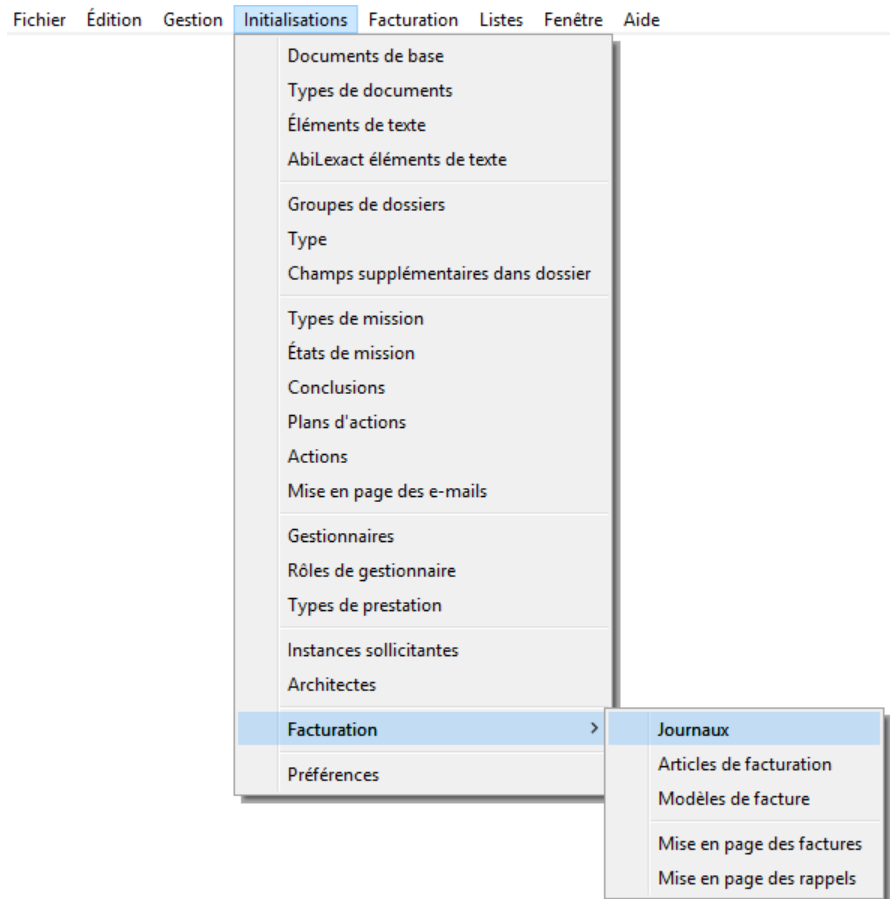 Fichier Édition Gestion Initialisations Facturation Listes Fenêtre Aide
Documents de base
Types de documents
Éléments de texte
AbiLexact éléments de texte
Groupes de dossiers
Type
Champs supplémentaires dans dossier
Types de mission
États de mission
Conclusions
Plans d'actions
Actions
Mise en page des e-mails
Gestionnaires
Rôles de gestionnaire
Types de prestation
Instances sollicitantes
Architectes
Facturation >
Préférences
Journaux
Articles de facturation
Modèles de facture
Mise en page des factures
Mise en page des rappels